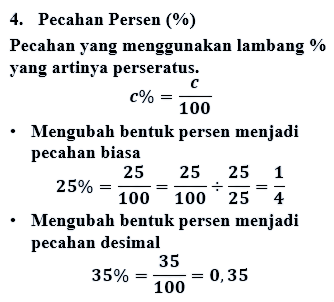 4. Pecahan Persen (%)
Pecahan yang menggunakan lambang %
yang artinya perseratus.
c% = c/100
• Mengubah bentuk persen menjadi
pecahan biasa
25% = 25/100 = 25/100 ÷ 25/25 = 1/4
• Mengubah bentuk persen menjadi
pecahan desimal
35% = 35/100 = 0,35